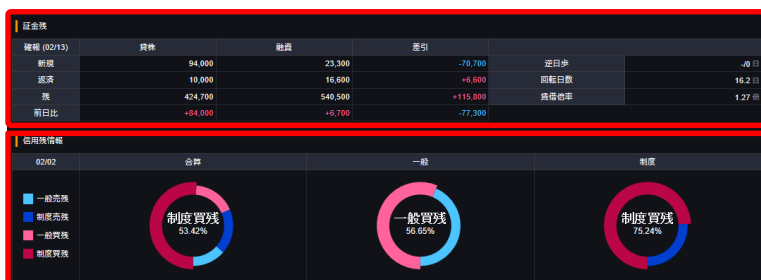 証金残
確報 (02/13) 貸株 融資 差引
新規 94,000 23,300 -70,700 逆日歩 -/0 日
返済 10,000 16,600 +6,600 回転日数 16.2 日
残 424,700 540,500 +115,800 貸借倍率 1.27 倍
前日比 +84,000 +6,700 -77,300
信用残情報
02/02 合算 一般 制度
一般売残
制度売残
一般買残
制度買残
制度買残
53.42%
一般買残
56.65%
制度買残
75.24%